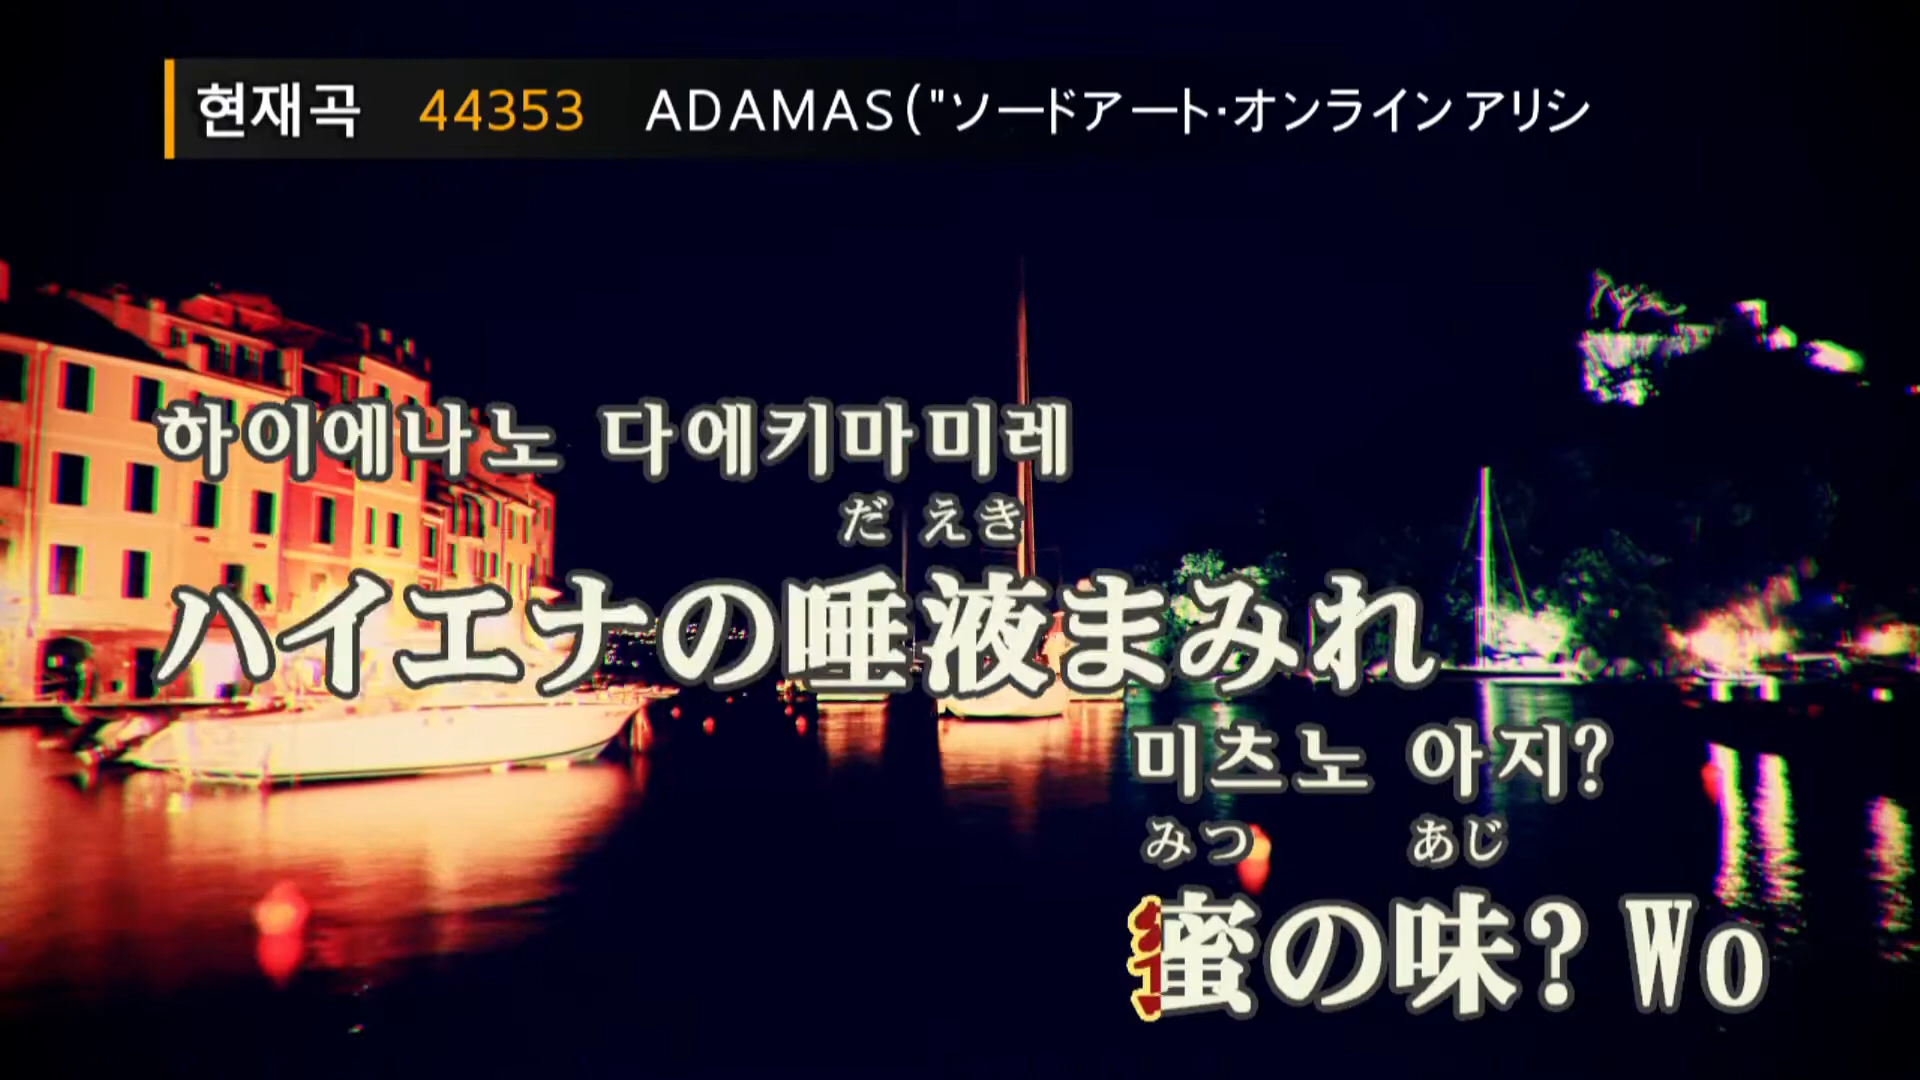 현재곡 44353 ADAMAS("ソードアート·オンライン アリシ
하이에나노 다에키마미레
だ えき
ハイエナの唾液まみれ
미츠노 아지?
みつ あじ
蜜の味? Wo